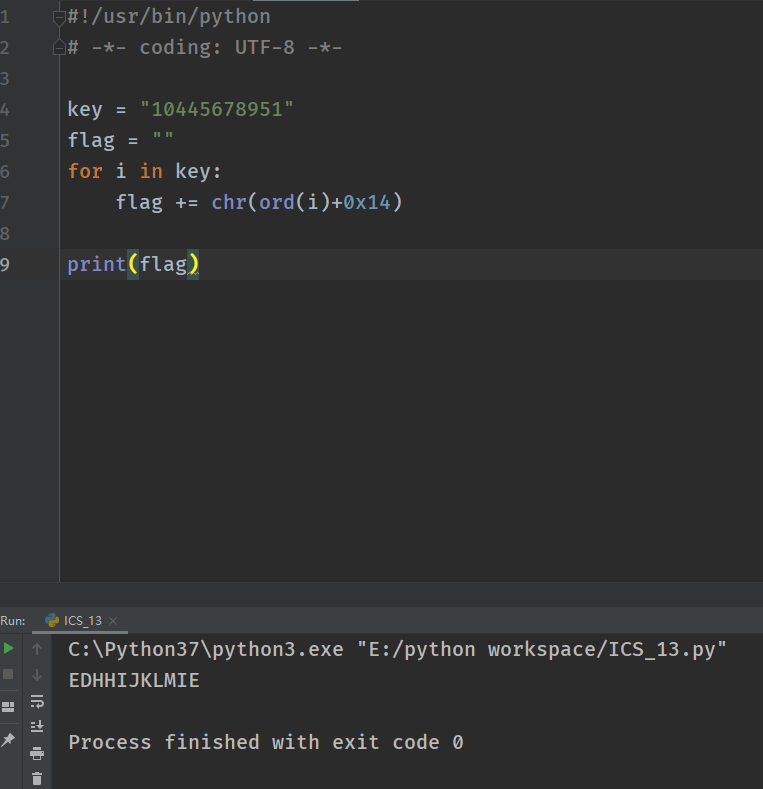 1 #!/usr/bin/python
2 # -*- coding: UTF-8 -*-
3
4 key = "10445678951"
5 flag = ""
6 for i in key:
7     flag += chr(ord(i)+0x14)
8
9 print(flag)
Run: ICS_13 ×
C:\Python37\python3.exe "E:/python workspace/ICS_13.py"
EDHHIJKLMIE
Process finished with exit code 0